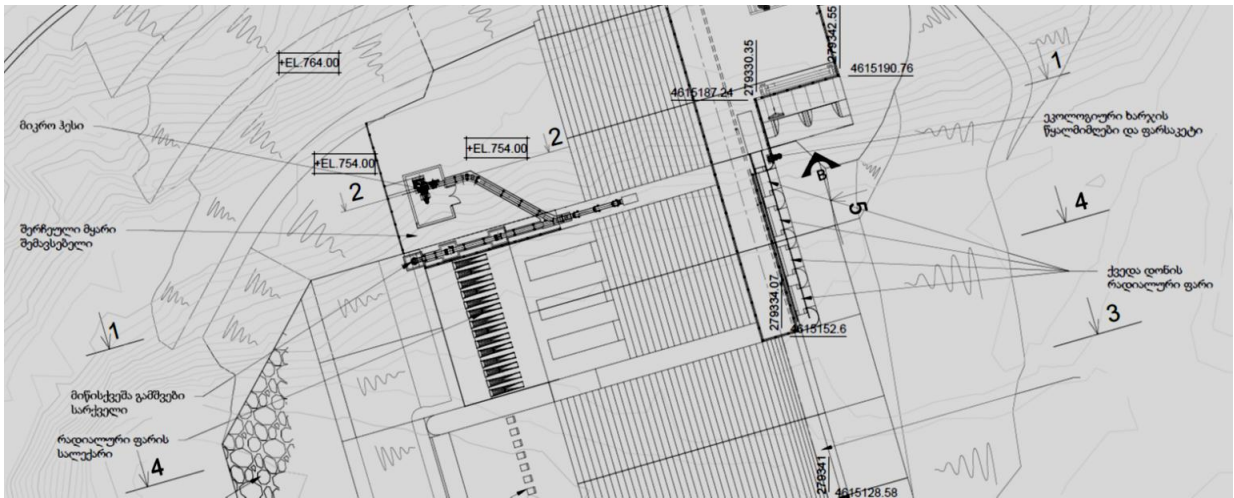 +EL.764.00
279330.35
279342.55
4615187.24
4615190.76
1
მიკრო ჰესი
ეკოლოგიური ხარჯის
წყალმიმღები და ფარსაკეტი
+EL.754.00
+EL.754.00
2
2
B
5
4
შერჩეული მყარი
შემავსებელი
ქვედა დონის
რადიალური ფარი
279334.07
4615152.6
3
1
მიწისქვეშა გამშვები
სარქველი
რადიალური ფარის
სალექარი
4
279341
4615128.58